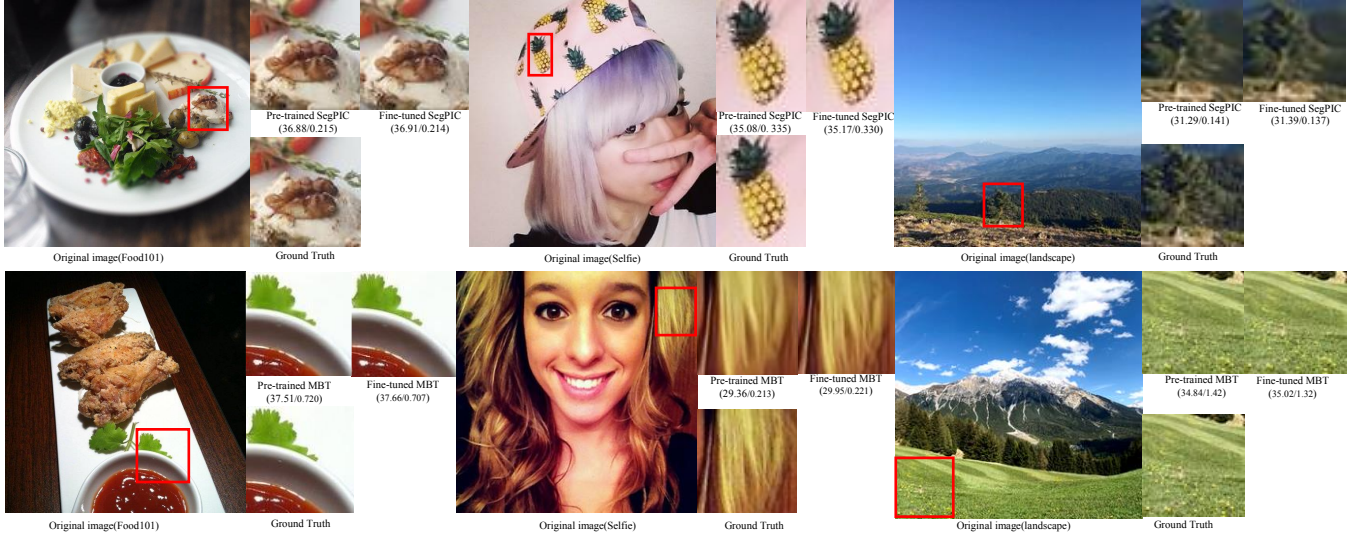 Pre-trained SegPIC
(36.88/0.215)
Fine-tuned SegPIC
(36.91/0.214)
Original image(Food101)
Ground Truth
Pre-trained SegPIC
(35.08/0. 335)
Fine-tuned SegPIC
(35.17/0.330)
Original image(Selfie)
Ground Truth
Pre-trained SegPIC
(31.29/0.141)
Fine-tuned SegPIC
(31.39/0.137)
Original image(landscape)
Ground Truth
Pre-trained MBT
(37.51/0.720)
Fine-tuned MBT
(37.66/0.707)
Original image(Food101)
Ground Truth
Pre-trained MBT
(29.36/0.213)
Fine-tuned MBT
(29.95/0.221)
Original image(Selfie)
Ground Truth
Pre-trained MBT
(34.84/1.42)
Fine-tuned MBT
(35.02/1.32)
Original image(landscape)
Ground Truth